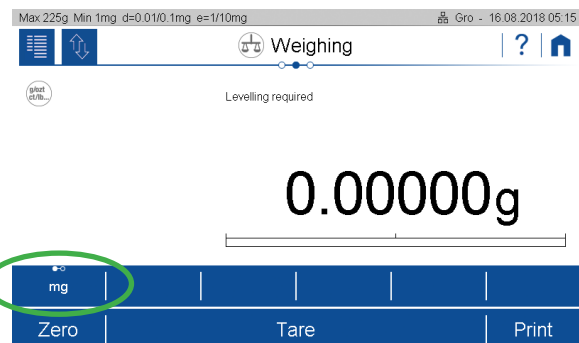 Max 225g Min 1mg d=0.01/0.1mg e=1/10mg Gro - 16.08.2018 05:15
Weighing ?
g/ozt
ct/lb...
Levelling required
0.00000g
mg
Zero Tare Print